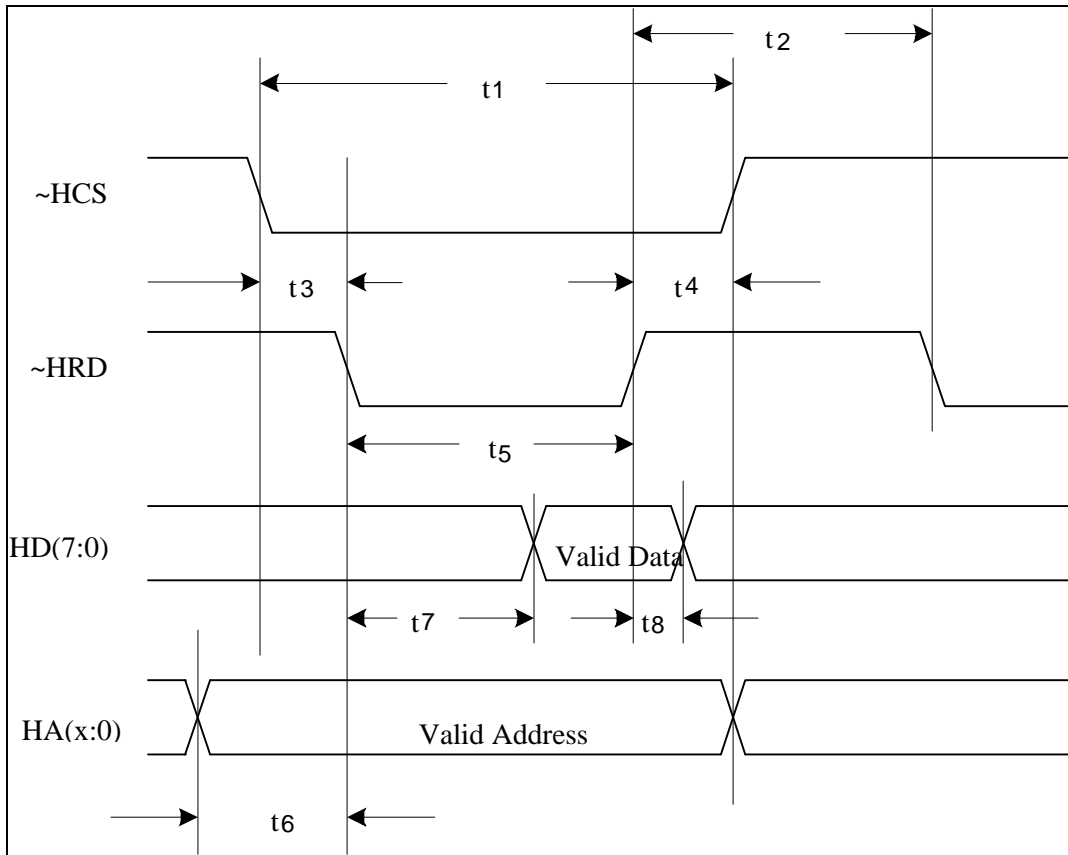 t2
t1
~HCS
t3
t4
~HRD
t5
HD(7:0)
Valid Data
t7
t8
HA(x:0)
Valid Address
t6